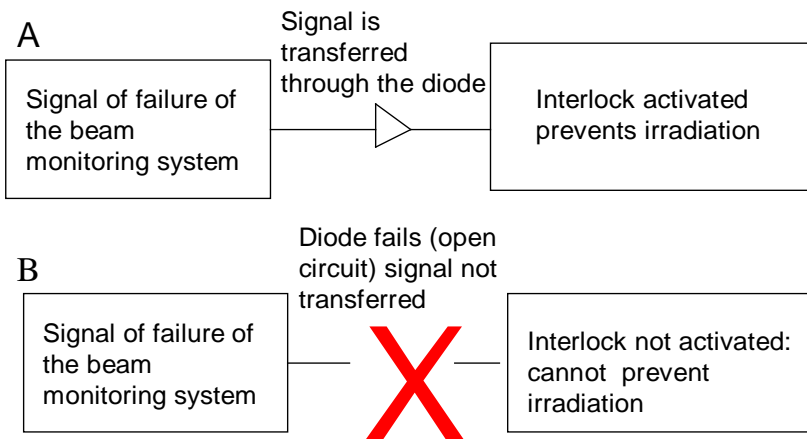 A
Signal is
transferred
through the diode
Signal of failure of
the beam
monitoring system
Interlock activated
prevents irradiation
B
Diode fails (open
circuit) signal not
transferred
Signal of failure of
the beam
monitoring system
Interlock not activated:
cannot prevent
irradiation